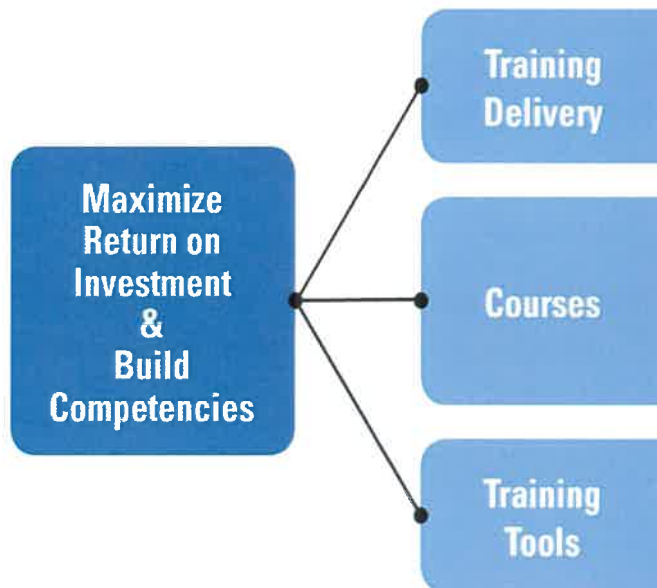 Maximize
Return on
Investment
&
Build
Competencies
Training
Delivery
Courses
Training
Tools